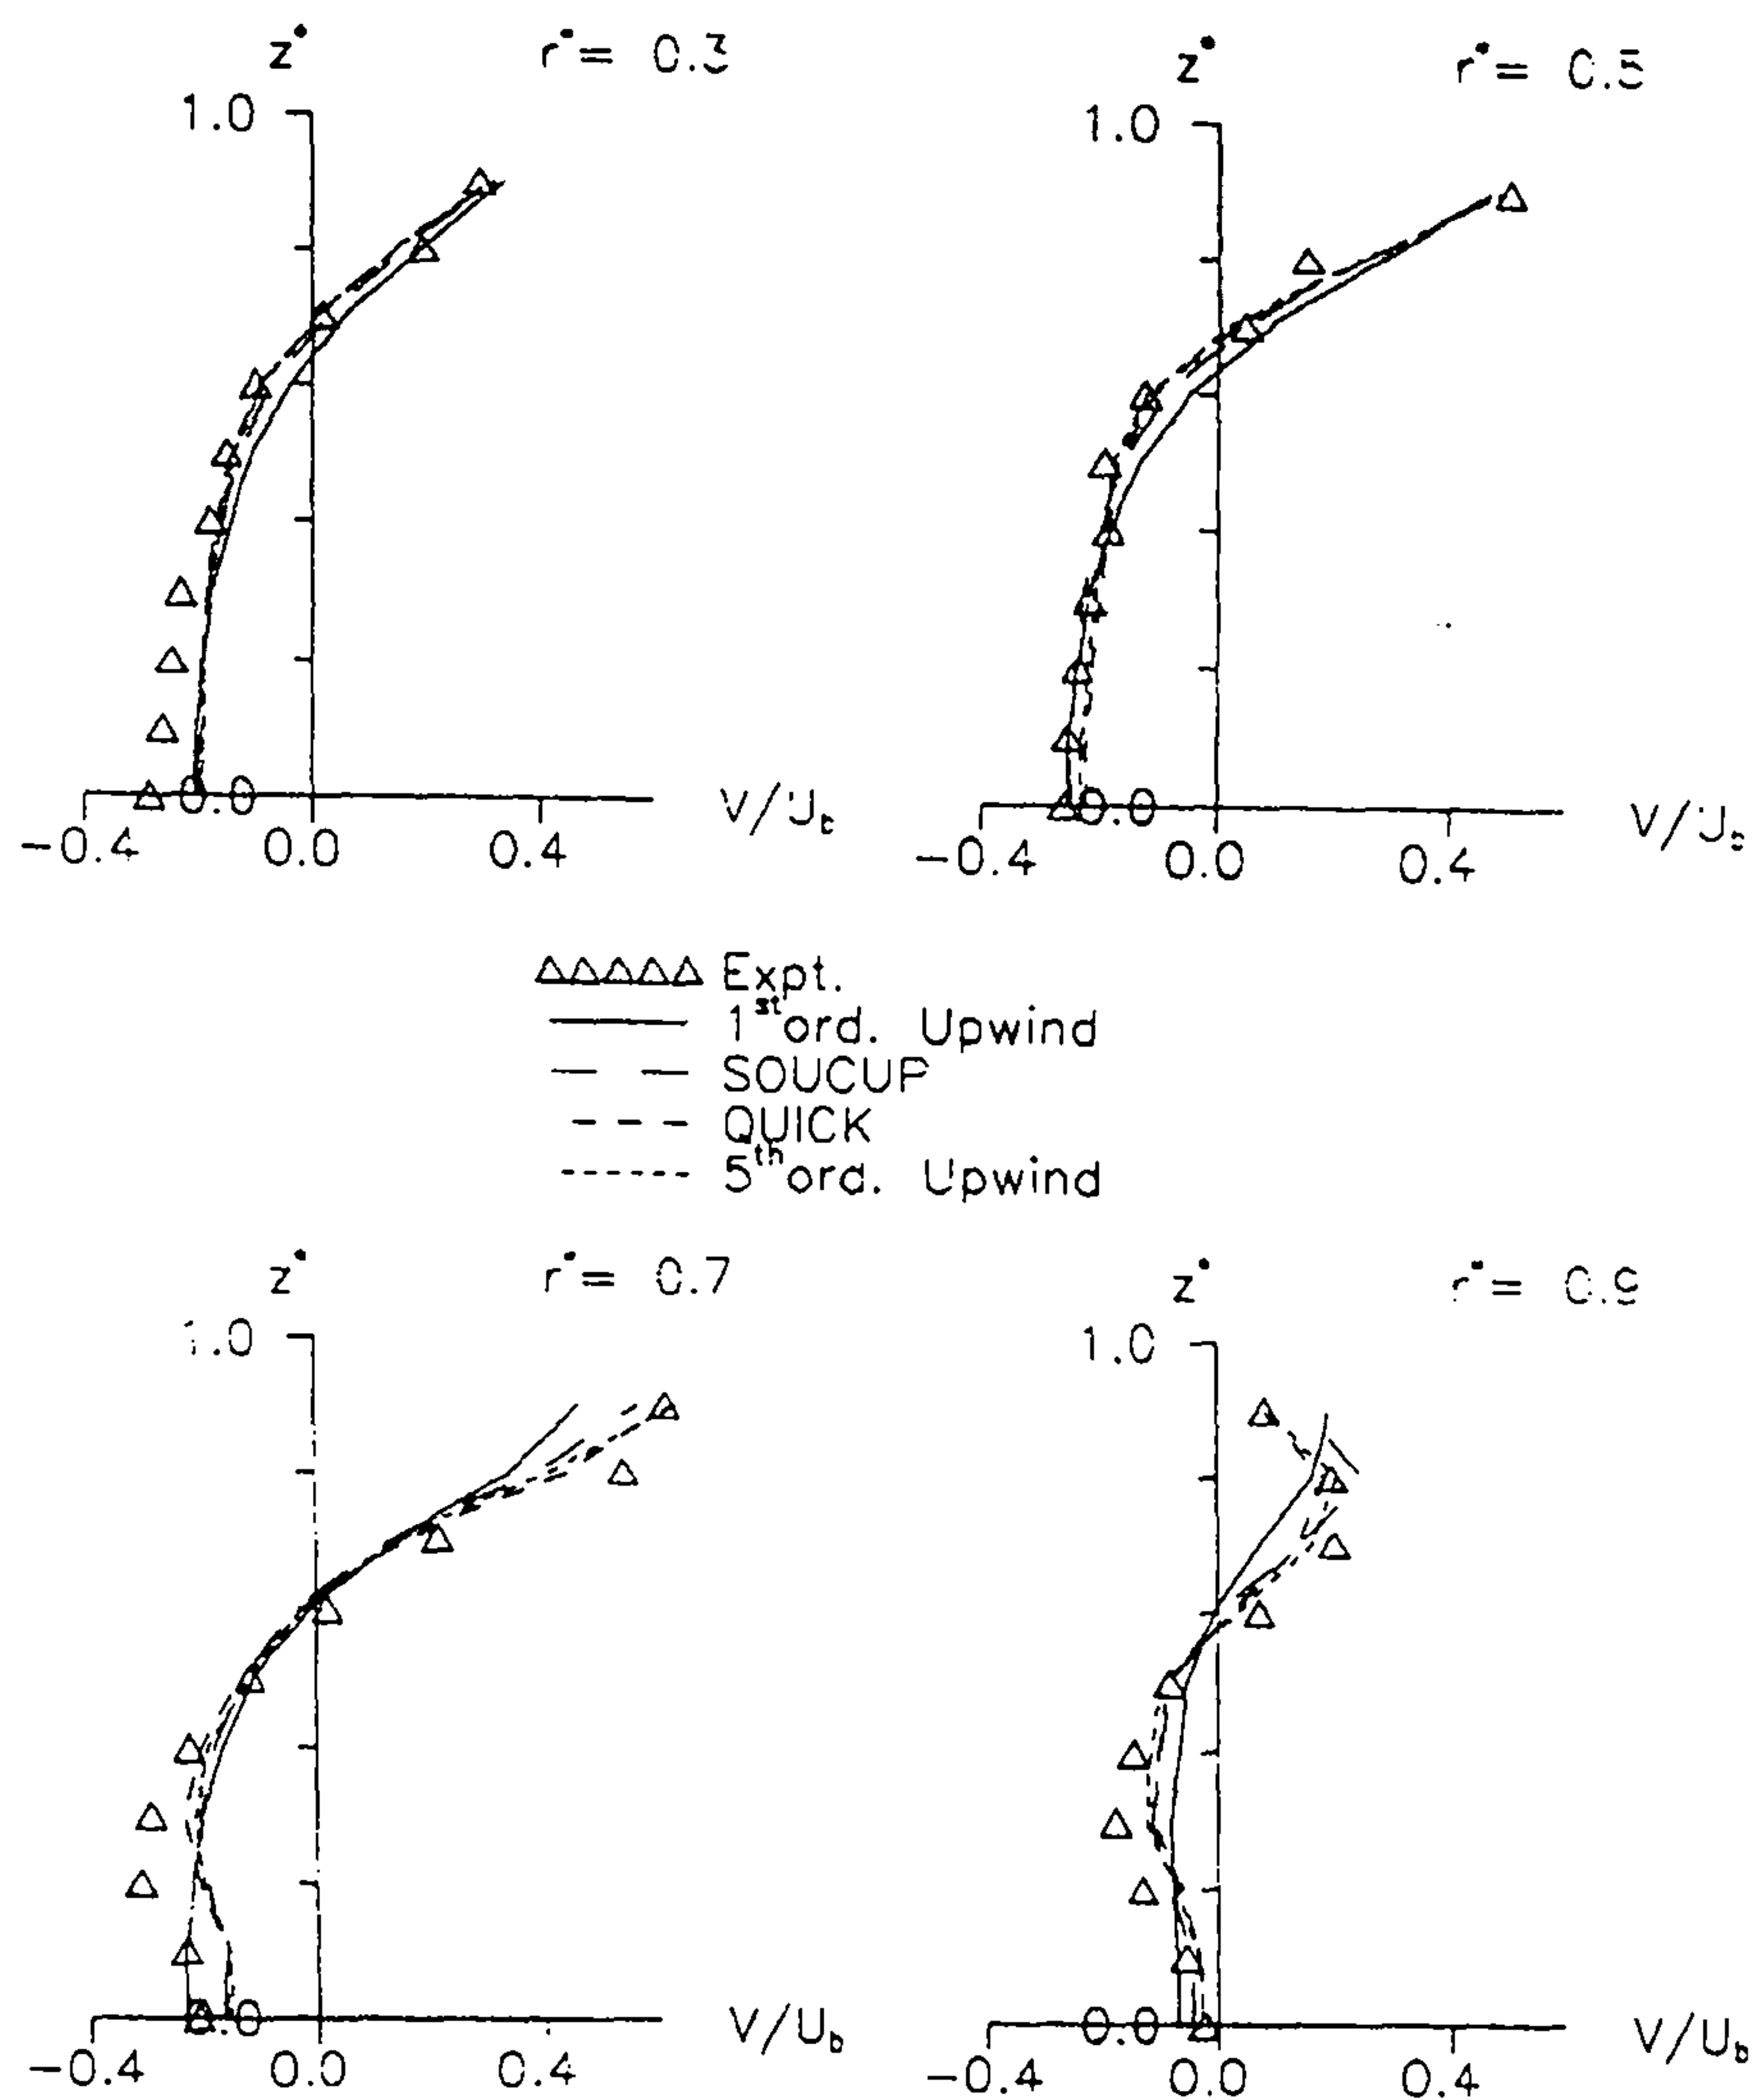 z* r* = 0.3
1.0
0.0
-0.4 0.0 0.4 V/U_b
z* r* = 0.5
1.0
0.0
-0.4 0.0 0.4 V/U_b
Expt.
1st ord. Upwind
SOUCUP
QUICK
5th ord. Upwind
z* r* = 0.7
1.0
0.0
-0.4 0.0 0.4 V/U_b
z* r* = 0.9
1.0
0.0
-0.4 0.0 0.4 V/U_b